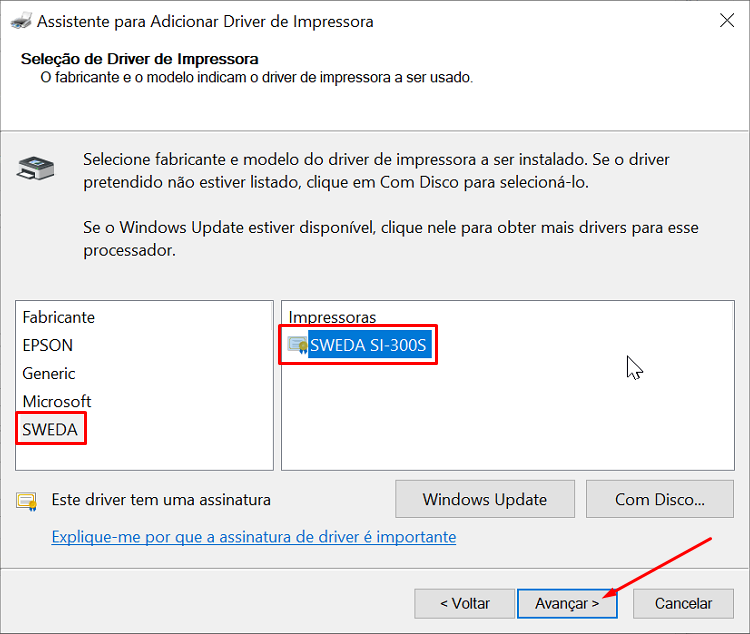 Assistente para Adicionar Driver de Impressora
Seleção de Driver de Impressora
O fabricante e o modelo indicam o driver de impressora a ser usado.
Selecione fabricante e modelo do driver de impressora a ser instalado. Se o driver
pretendido não estiver listado, clique em Com Disco para selecioná-lo.
Se o Windows Update estiver disponível, clique nele para obter mais drivers para esse
processador.
Fabricante
EPSON
Generic
Microsoft
SWEDA
Impressoras
SWEDA SI-300S
Este driver tem uma assinatura
Windows Update
Com Disco...
Explique-me por que a assinatura de driver é importante
< Voltar
Avançar >
Cancelar